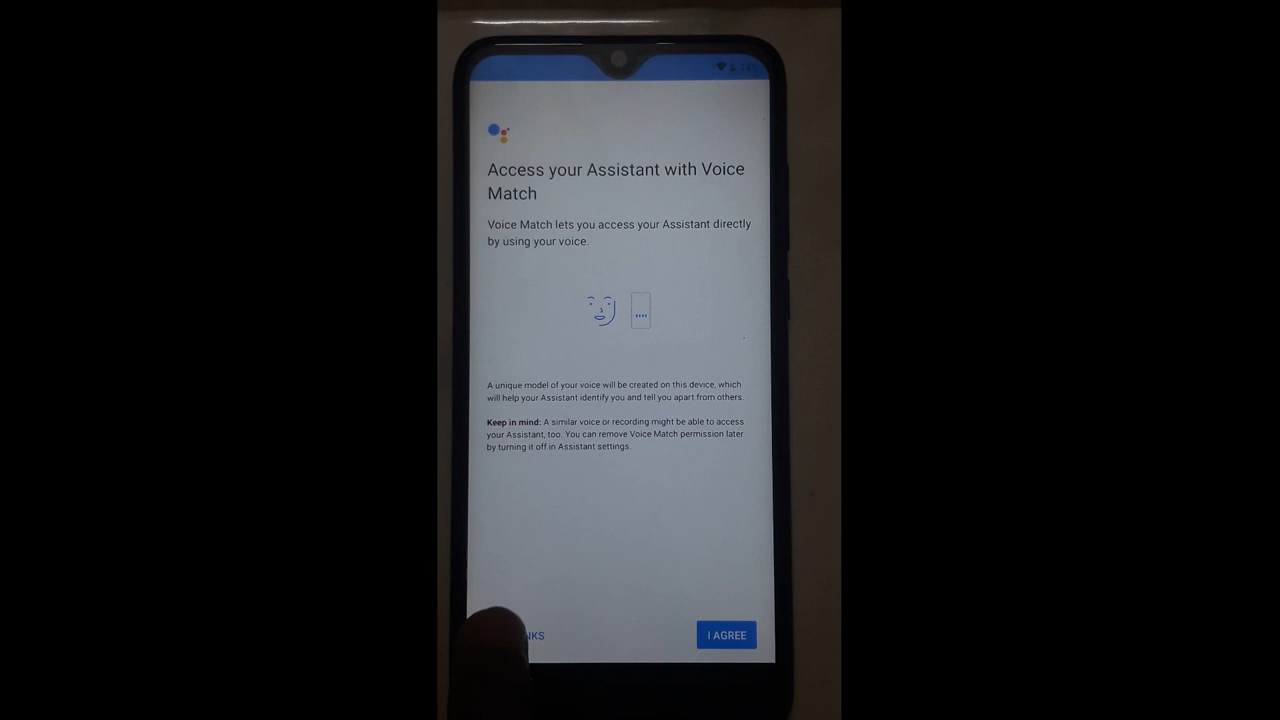 Access your Assistant with Voice
Match
Voice Match lets you access your Assistant directly
by using your voice.
A unique model of your voice will be created on this device, which
will help your Assistant identify you and tell you apart from others.
Keep in mind: A similar voice or recording might be able to access
your Assistant, too. You can remove Voice Match permission later
by turning it off in Assistant settings.
I AGREE